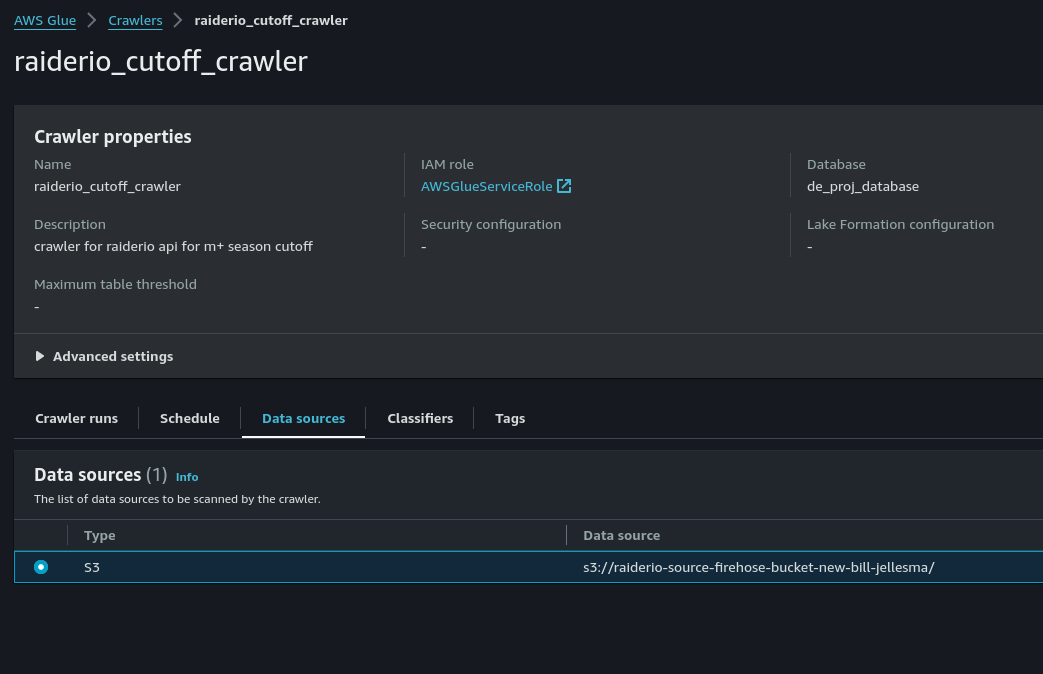 AWS Glue > Crawlers > raiderio_cutoff_crawler
raiderio_cutoff_crawler
Crawler properties
Name
raiderio_cutoff_crawler
IAM role
AWSGlueServiceRole
Database
de_proj_database
Description
crawler for raiderio api for m+ season cutoff
Security configuration
-
Lake Formation configuration
-
Maximum table threshold
-
Advanced settings
Crawler runs Schedule Data sources Classifiers Tags
Data sources (1) Info
The list of data sources to be scanned by the crawler.
Type Data source
S3 s3://raiderio-source-firehose-bucket-new-bill-jellesma/